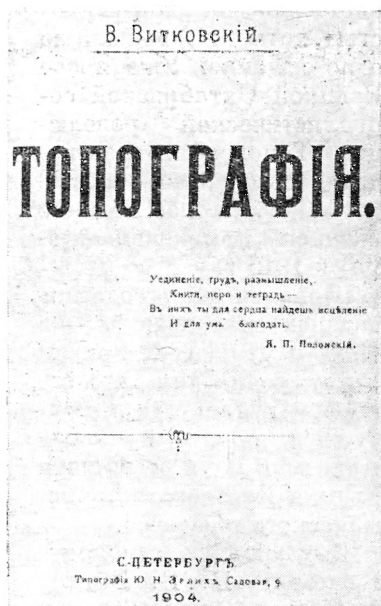 В. Витковскій.
ТОПОГРАФІЯ.
Уединеніе, трудъ, размышленіе,
Книги, перо и тетрадь —
Въ нихъ ты для сердца найдешь исцѣленіе
И для ума благодать.
Я. П. Полонскій.
С.-ПЕТЕРБУРГЪ.
Типографія Ю. Н. Эрлихъ, Садовая, 9.
1904.